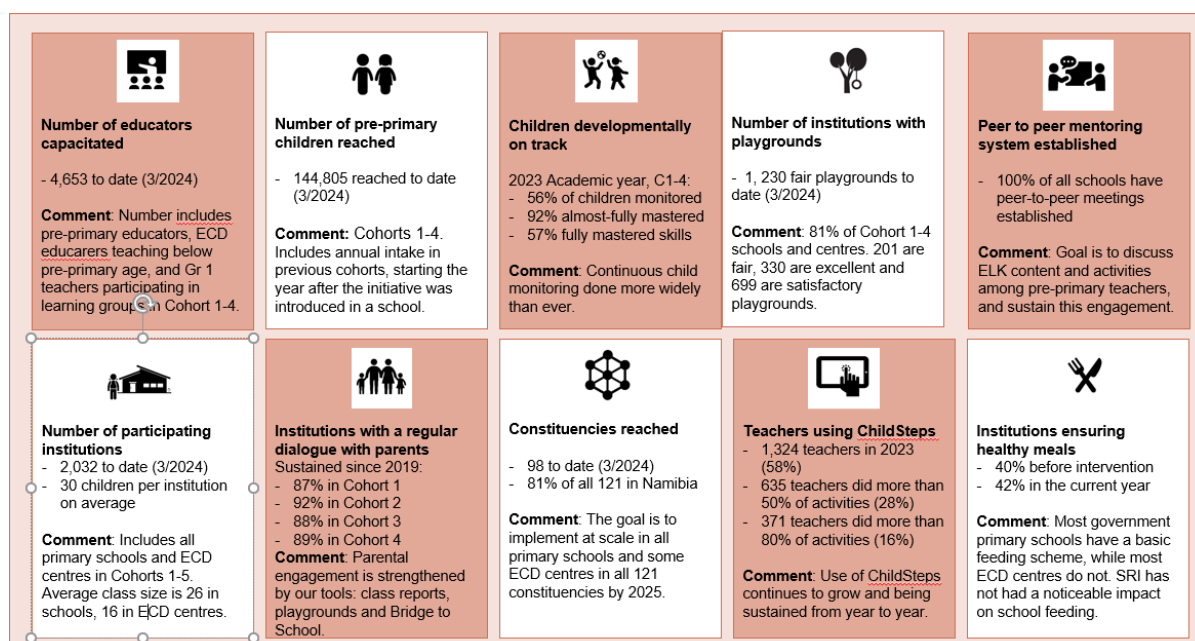 Number of educators
capacitated
- 4,653 to date (3/2024)
Comment: Number includes
pre-primary educators, ECD
educarers teaching below
pre-primary age, and Gr 1
teachers participating in
learning groups in Cohort 1-4.
Number of pre-primary
children reached
- 144,805 reached to date
(3/2024)
Comment: Cohorts 1-4.
Includes annual intake in
previous cohorts, starting the
year after the initiative was
introduced in a school.
Children developmentally
on track
2023 Academic year, C1-4:
- 56% of children monitored
- 92% almost-fully mastered
- 57% fully mastered skills
Comment: Continuous child
monitoring done more widely
than ever.
Number of institutions with
playgrounds
- 1, 230 fair playgrounds to
date (3/2024)
Comment: 81% of Cohort 1-4
schools and centres. 201 are
fair, 330 are excellent and
699 are satisfactory
playgrounds.
Peer to peer mentoring
system established
- 100% of all schools have
peer-to-peer meetings
established
Comment: Goal is to discuss
ELK content and activities
among pre-primary teachers,
and sustain this engagement.
Number of participating
institutions
- 2,032 to date (3/2024)
- 30 children per institution
on average
Comment: Includes all
primary schools and ECD
centres in Cohorts 1-5.
Average class size is 26 in
schools, 16 in ECD centres.
Institutions with a regular
dialogue with parents
Sustained since 2019:
- 87% in Cohort 1
- 92% in Cohort 2
- 88% in Cohort 3
- 89% in Cohort 4
Comment: Parental
engagement is strengthened
by our tools: class reports,
playgrounds and Bridge to
School.
Constituencies reached
- 98 to date (3/2024)
- 81% of all 121 in Namibia
Comment: The goal is to
implement at scale in all
primary schools and some
ECD centres in all 121
constituencies by 2025.
Teachers using ChildSteps
- 1,324 teachers in 2023
(58%)
- 635 teachers did more than
50% of activities (28%)
- 371 teachers did more than
80% of activities (16%)
Comment: Use of ChildSteps
continues to grow and being
sustained from year to year.
Institutions ensuring
healthy meals
- 40% before intervention
- 42% in the current year
Comment: Most government
primary schools have a basic
feeding scheme, while most
ECD centres do not. SRI has
not had a noticeable impact
on school feeding.